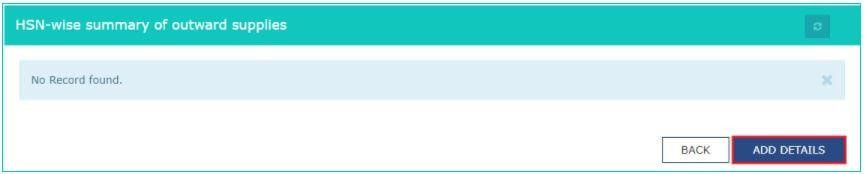 HSN-wise summary of outward supplies
No Record found.
BACK
ADD DETAILS